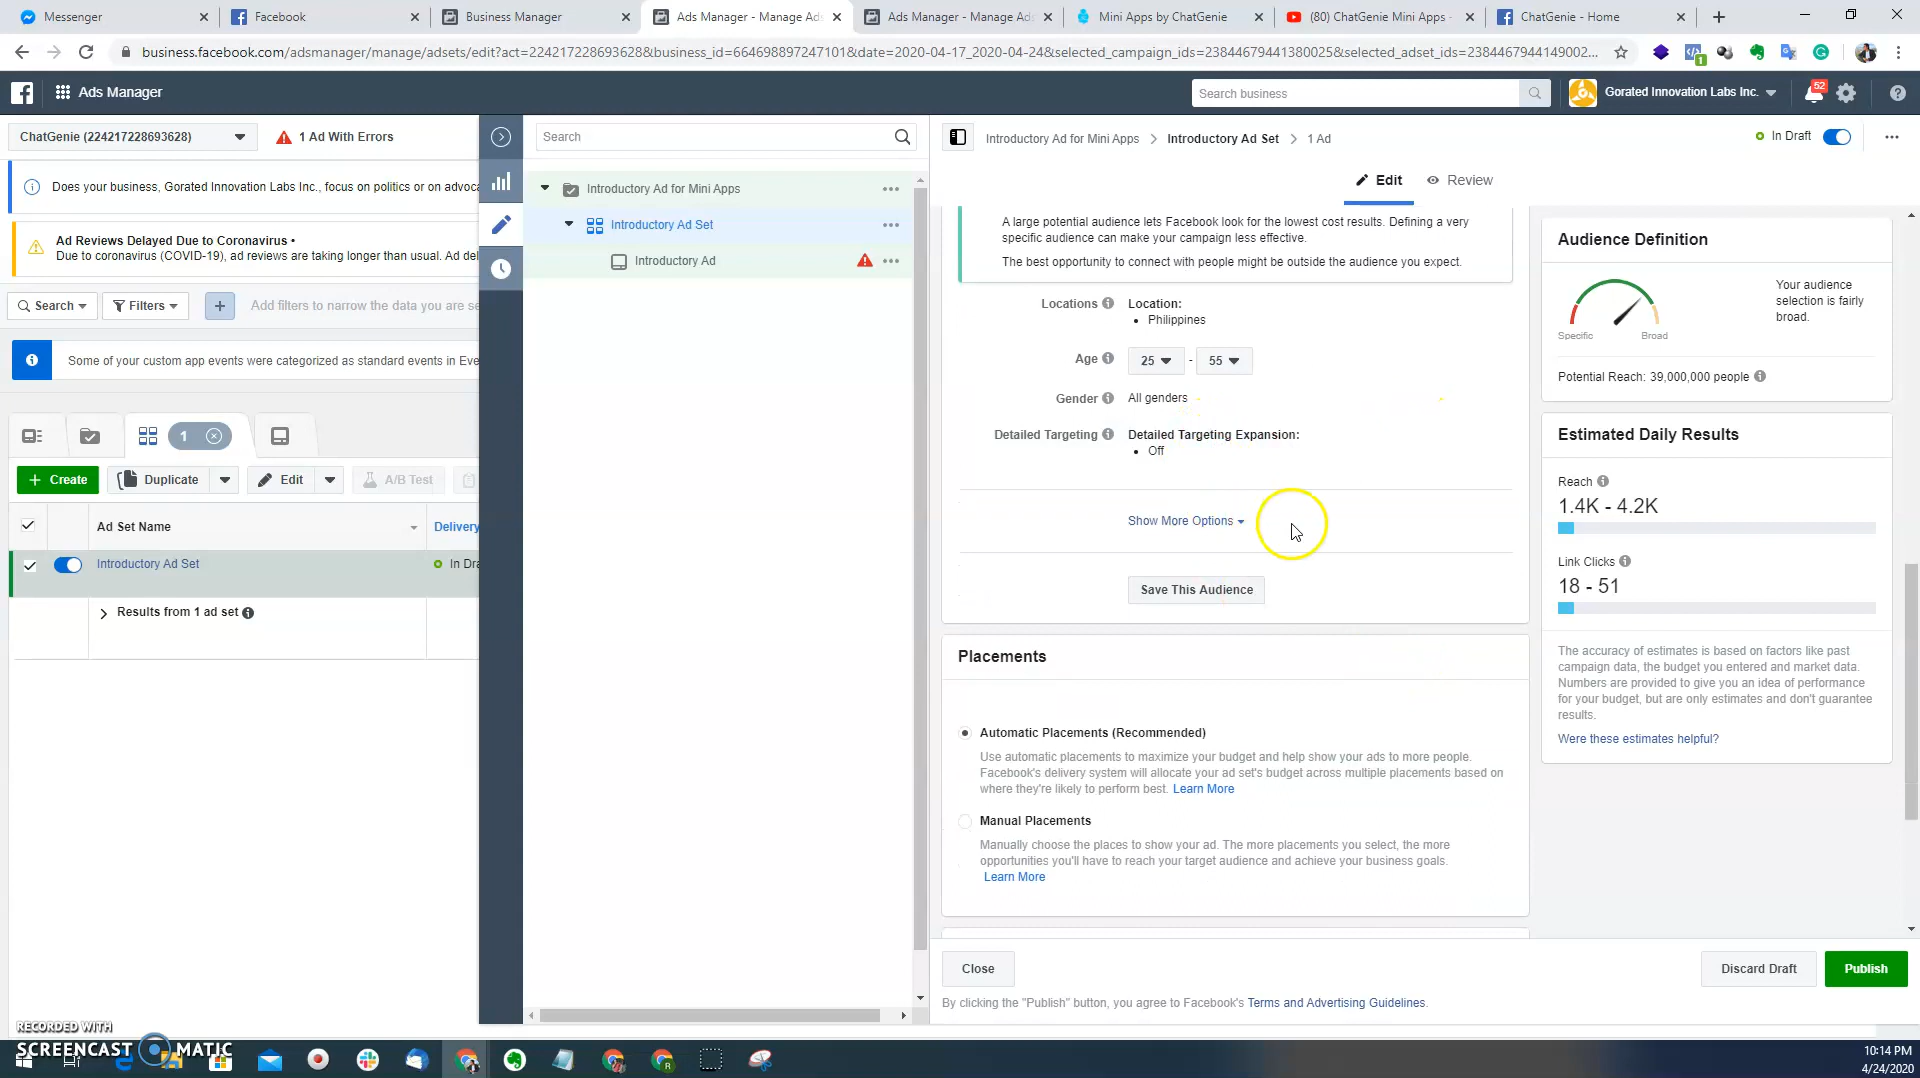 Messenger
Facebook
Business Manager
Ads Manager - Manage Ads
Ads Manager - Manage Ads
Mini Apps by ChatGenie
(80) ChatGenie Mini Apps -
ChatGenie - Home
business.facebook.com/adsmanager/manage/adsets/edit?act=224217228693628&business_id=664698897247101&date=2020-04-17_2020-04-24&selected_campaign_ids=23844679441380025&selected_adset_ids=2384467944149002...
1
Ads Manager
Search business
Gorated Innovation Labs Inc.
52
ChatGenie (224217228693628)
1 Ad With Errors
Search
Introductory Ad for Mini Apps
Introductory Ad Set
1 Ad
In Draft
Does your business, Gorated Innovation Labs Inc., focus on politics or on advoca
Introductory Ad for Mini Apps
Edit
Review
Introductory Ad Set
A large potential audience lets Facebook look for the lowest cost results. Defining a very
specific audience can make your campaign less effective.
The best opportunity to connect with people might be outside the audience you expect.
Audience Definition
Ad Reviews Delayed Due to Coronavirus •
Due to coronavirus (COVID-19), ad reviews are taking longer than usual. Ad del
Introductory Ad
Your audience
selection is fairly
broad.
Specific
Broad
Search
Filters
Add filters to narrow the data you are se
Locations
Location:
• Philippines
Some of your custom app events were categorized as standard events in Eve
Age
25
-
55
Potential Reach: 39,000,000 people
Gender
All genders
1
Detailed Targeting
Detailed Targeting Expansion:
• Off
Estimated Daily Results
Create
Duplicate
Edit
A/B Test
Reach
1.4K - 4.2K
Ad Set Name
Delivery
Show More Options
Introductory Ad Set
In Dra
Link Clicks
18 - 51
Save This Audience
Results from 1 ad set
Placements
The accuracy of estimates is based on factors like past
campaign data, the budget you entered and market data.
Numbers are provided to give you an idea of performance
for your budget, but are only estimates and don't guarantee
results.
Were these estimates helpful?
Automatic Placements (Recommended)
Use automatic placements to maximize your budget and help show your ads to more people.
Facebook's delivery system will allocate your ad set's budget across multiple placements based on
where they're likely to perform best. Learn More
Manual Placements
Manually choose the places to show your ad. The more placements you select, the more
opportunities you'll have to reach your target audience and achieve your business goals.
Learn More
Close
Discard Draft
Publish
By clicking the "Publish" button, you agree to Facebook's Terms and Advertising Guidelines.
RECORDED WITH
SCREENCAST MATIC
10:14 PM
4/24/2020